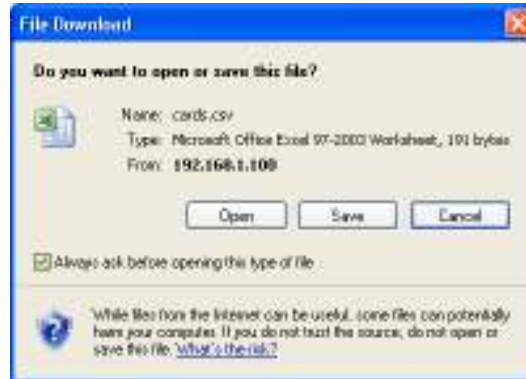 File Download
Do you want to open or save this file?
Name: cards.csv
Type: Microsoft Office Excel 97-2003 Worksheet, 191 bytes
From: 192.168.1.100
Open Save Cancel
Always ask before opening this type of file
While files from the Internet can be useful, some files can potentially
harm your computer. If you do not trust the source, do not open or
save this file. What's the risk?